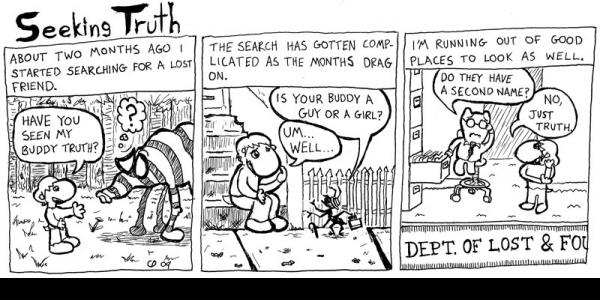 Seeking Truth
ABOUT TWO MONTHS AGO I
STARTED SEARCHING FOR A LOST
FRIEND.
HAVE YOU
SEEN MY
BUDDY TRUTH?
?
09
THE SEARCH HAS GOTTEN COMP-
LICATED AS THE MONTHS DRAG
ON.
IS YOUR BUDDY A
GUY OR A GIRL?
UM...
WELL...
I'M RUNNING OUT OF GOOD
PLACES TO LOOK AS WELL.
DO THEY HAVE
A SECOND NAME?
NO,
JUST
TRUTH.
DEPT. OF LOST & FOU